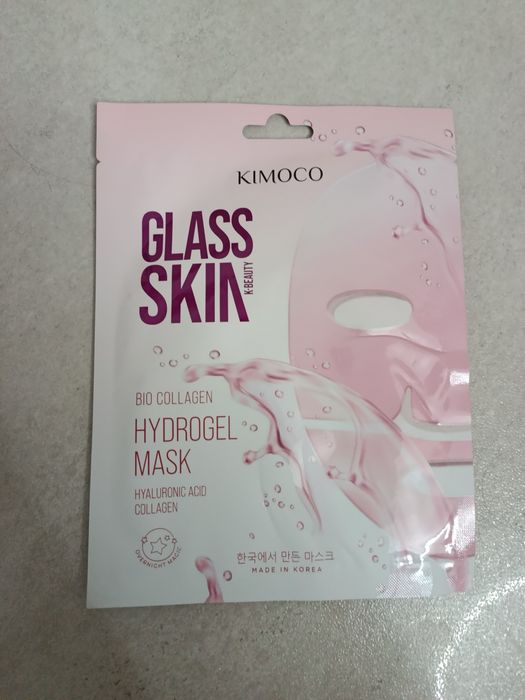 KIMOCO
GLASS
SKIN
K-BEAUTY
BIO COLLAGEN
HYDROGEL
MASK
HYALURONIC ACID
COLLAGEN
OVERNIGHT MAGIC
한국에서 만든 마스크
MADE IN KOREA